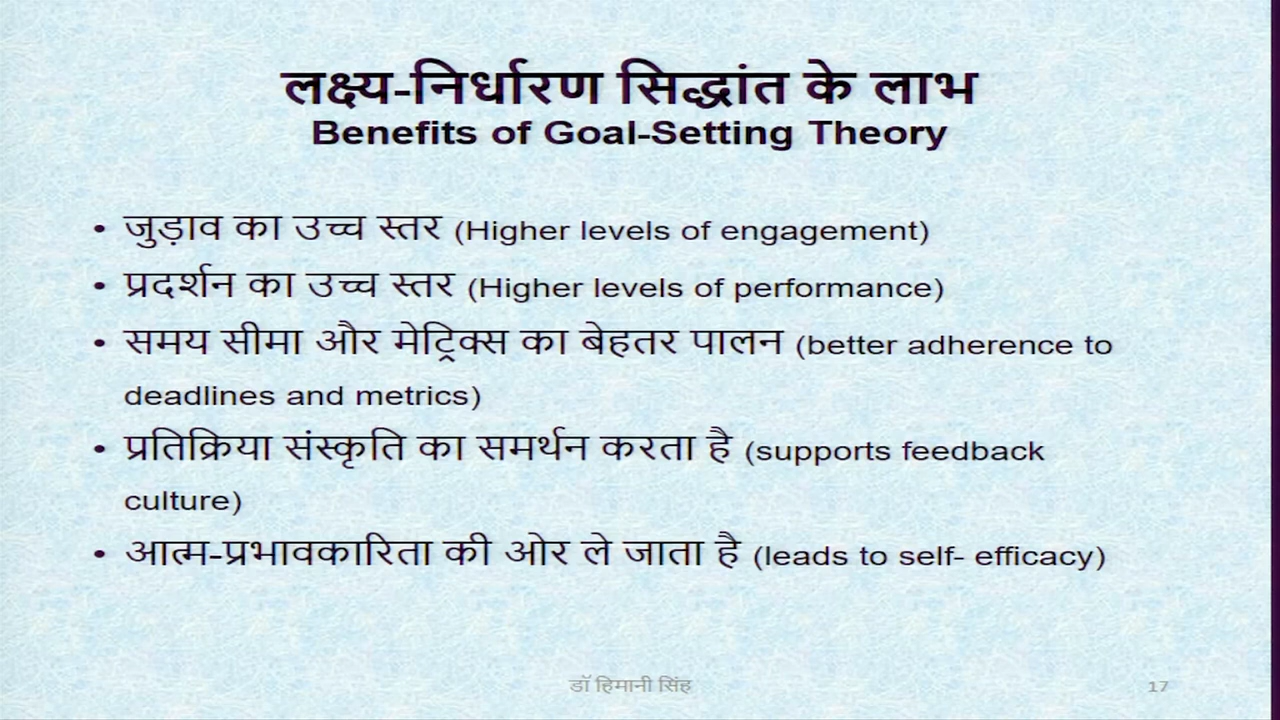 लक्ष्य-निर्धारण सिद्धांत के लाभ
Benefits of Goal-Setting Theory
• जुड़ाव का उच्च स्तर (Higher levels of engagement)
• प्रदर्शन का उच्च स्तर (Higher levels of performance)
• समय सीमा और मेट्रिक्स का बेहतर पालन (better adherence to
deadlines and metrics)
• प्रतिक्रिया संस्कृति का समर्थन करता है (supports feedback
culture)
• आत्म-प्रभावकारिता की ओर ले जाता है (leads to self- efficacy)
डॉ हिमानी सिंह
17